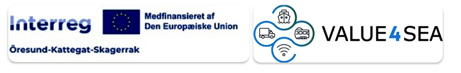 Interreg
Medfinansieret af
Den Europæiske Union
Öresund-Kattegat-Skagerrak
VALUE4SEA